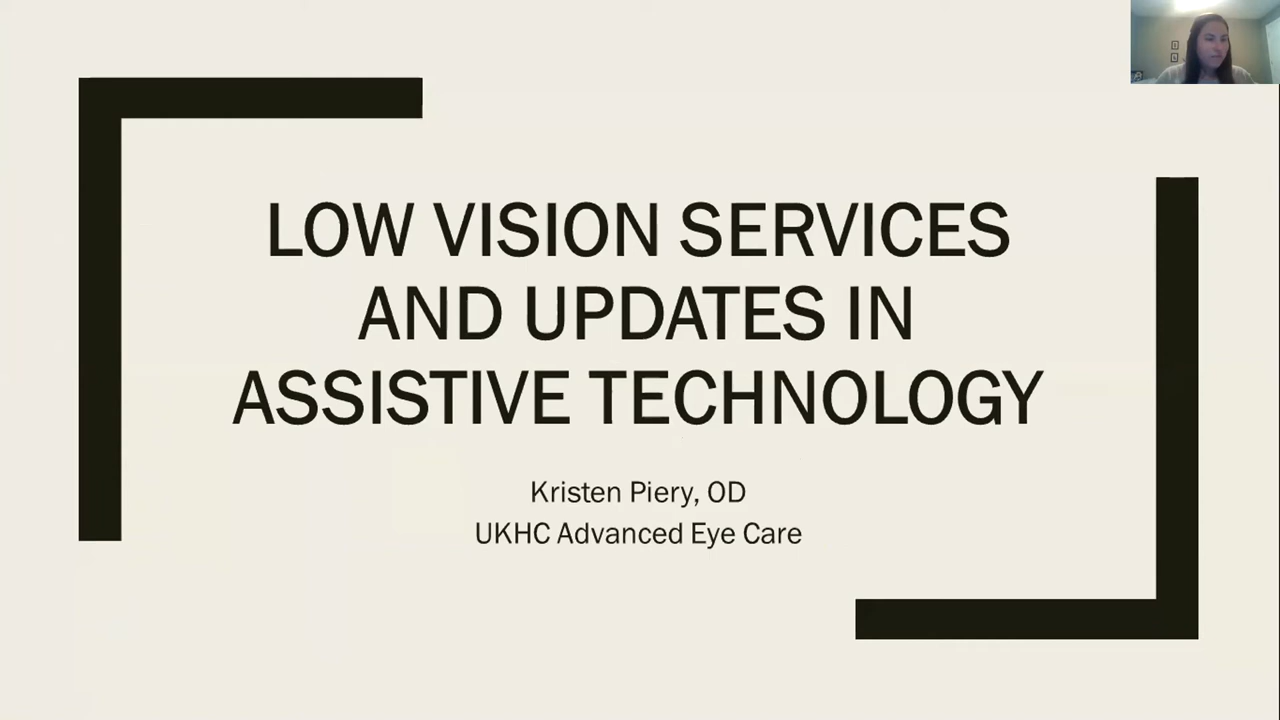 LOW VISION SERVICES
AND UPDATES IN
ASSISTIVE TECHNOLOGY
Kristen Piery, OD
UKHC Advanced Eye Care